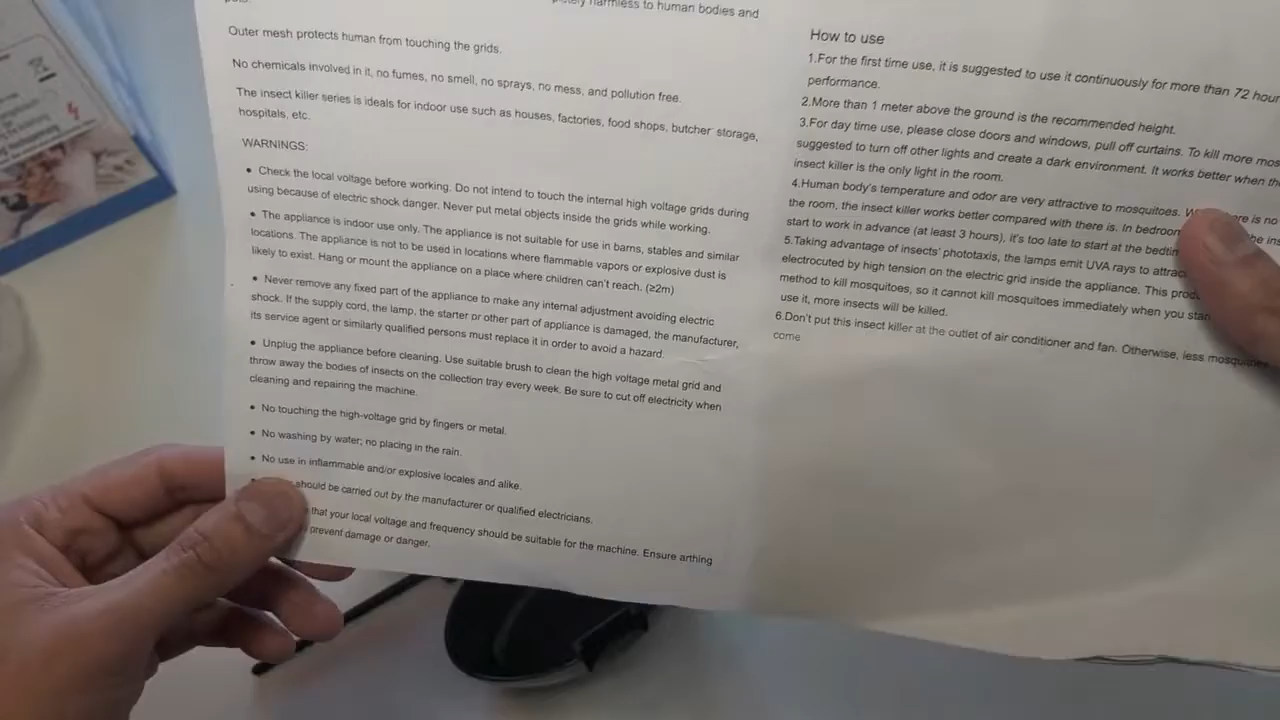 harmless to human bodies and
Outer mesh protects human from touching the grids.
No chemicals involved in it, no fumes, no smell, no sprays, no mess, and pollution free.
The insect killer series is ideals for indoor use such as houses, factories, food shops, butcher storage,
hospitals, etc.
WARNINGS:
• Check the local voltage before working. Do not intend to touch the internal high voltage grids during
using because of electric shock danger. Never put metal objects inside the grids while working.
• The appliance is indoor use only. The appliance is not suitable for use in barns, stables and similar
locations. The appliance is not to be used in locations where flammable vapors or explosive dust is
likely to exist. Hang or mount the appliance on a place where children can't reach. (≥2m)
• Never remove any fixed part of the appliance to make any internal adjustment avoiding electric
shock. If the supply cord, the lamp, the starter or other part of appliance is damaged, the manufacturer,
its service agent or similarly qualified persons must replace it in order to avoid a hazard.
• Unplug the appliance before cleaning. Use suitable brush to clean the high voltage metal grid and
throw away the bodies of insects on the collection tray every week. Be sure to cut off electricity when
cleaning and repairinng the machine.
• No touching the high-voltage grid by fingers or metal.
• No washing by water; no placing in the rain.
• No use in inflammable and/or explosive locales and alike.
should be carried out by the manufacturer or qualified electricians.
that your local voltage and frequency should be suitable for the machine. Ensure arthing
prevent damage or danger.
How to use
1.For the first time use, it is suggested to use it continuously for more than 72 hour
performance.
2.More than 1 meter above the ground is the recommended height.
3.For day time use, please close doors and windows, pull off curtains. To kill more mos
suggested to turn off other lights and create a dark environment. It works better when the
insect killer is the only light in the room.
4.Human body's temperature and odor are very attractive to mosquitoes. is no
the room, the insect killer works better compared with there is. In bedroom
start to work in advance (at least 3 hours), it's too late to start at the bedtim
5.Taking advantage of insects' phototaxis, the lamps emit UVA rays to attrac
electrocuted by high tension on the electric grid inside the appliance. This produ
method to kill mosquitoes, so it cannot kill mosquitoes immediately when you star
use it, more insects will be killed.
6.Don't put this insect killer at the outlet of air conditioner and fan. Otherwise, less mosquitoes
come